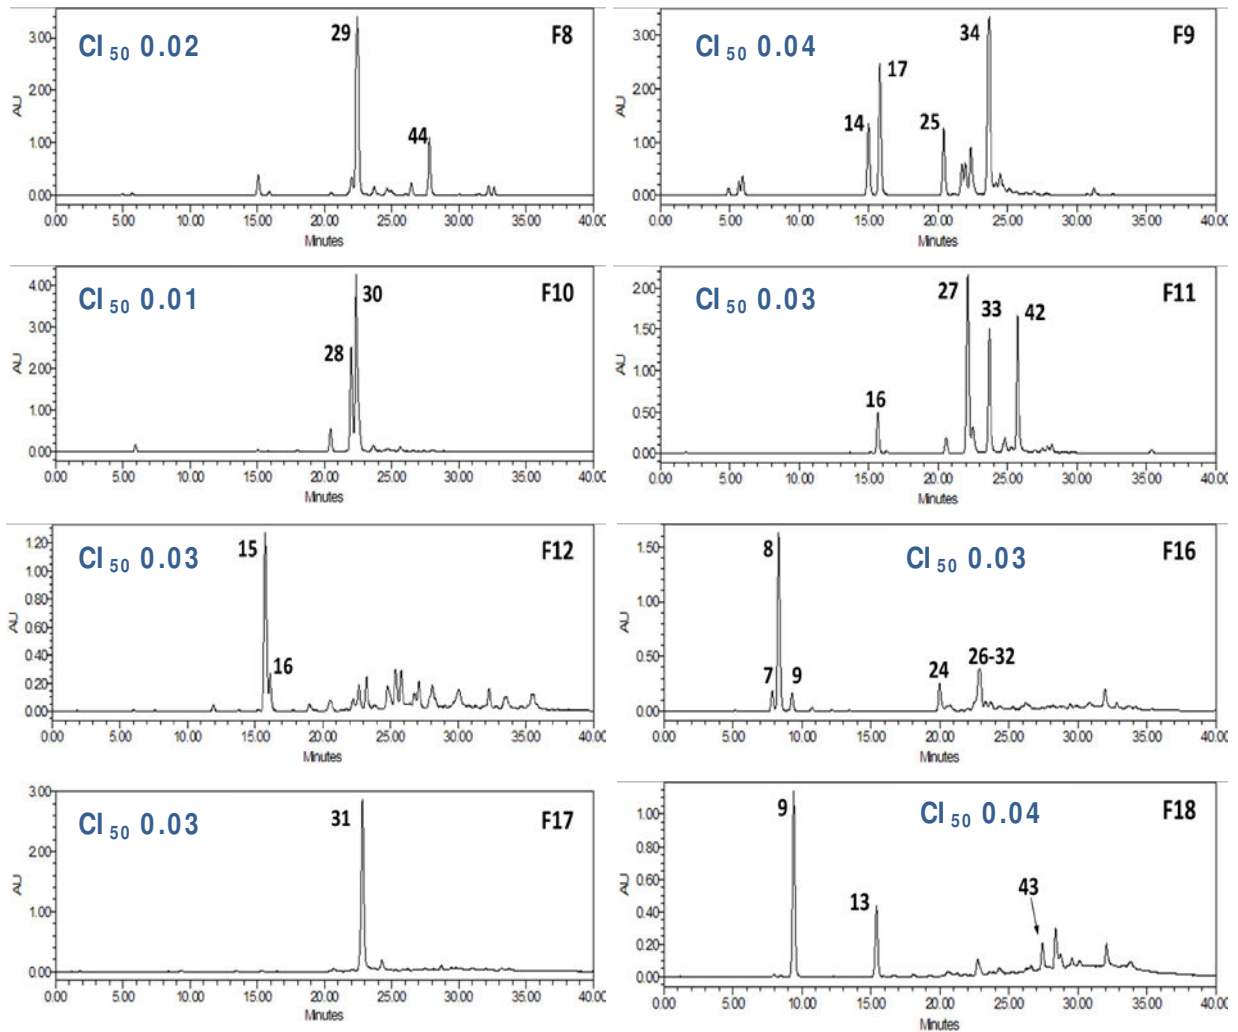 CI 50 0.02
29
44
F8
AU
3.00
2.00
1.00
0.00
0.00 5.00 10.00 15.00 20.00 25.00 30.00 35.00 40.00
Minutes
CI 50 0.04
14
17
25
34
F9
AU
3.00
2.00
1.00
0.00
0.00 5.00 10.00 15.00 20.00 25.00 30.00 35.00 40.00
Minutes
CI 50 0.01
28
30
F10
AU
4.00
3.00
2.00
1.00
0.00
0.00 5.00 10.00 15.00 20.00 25.00 30.00 35.00 40.00
Minutes
CI 50 0.03
16
27
33
42
F11
AU
2.00
1.50
1.00
0.50
0.00
0.00 5.00 10.00 15.00 20.00 25.00 30.00 35.00 40.00
Minutes
CI 50 0.03
15
16
F12
AU
1.20
1.00
0.80
0.60
0.40
0.20
0.00
0.00 5.00 10.00 15.00 20.00 25.00 30.00 35.00 40.00
Minutes
8
7
9
CI 50 0.03
24
26-32
F16
AU
1.50
1.00
0.50
0.00
0.00 5.00 10.00 15.00 20.00 25.00 30.00 35.00 40.00
Minutes
CI 50 0.03
31
F17
AU
3.00
2.00
1.00
0.00
0.00 5.00 10.00 15.00 20.00 25.00 30.00 35.00 40.00
Minutes
9
13
CI 50 0.04
43
F18
AU
1.00
0.80
0.60
0.40
0.20
0.00
0.00 5.00 10.00 15.00 20.00 25.00 30.00 35.00 40.00
Minutes